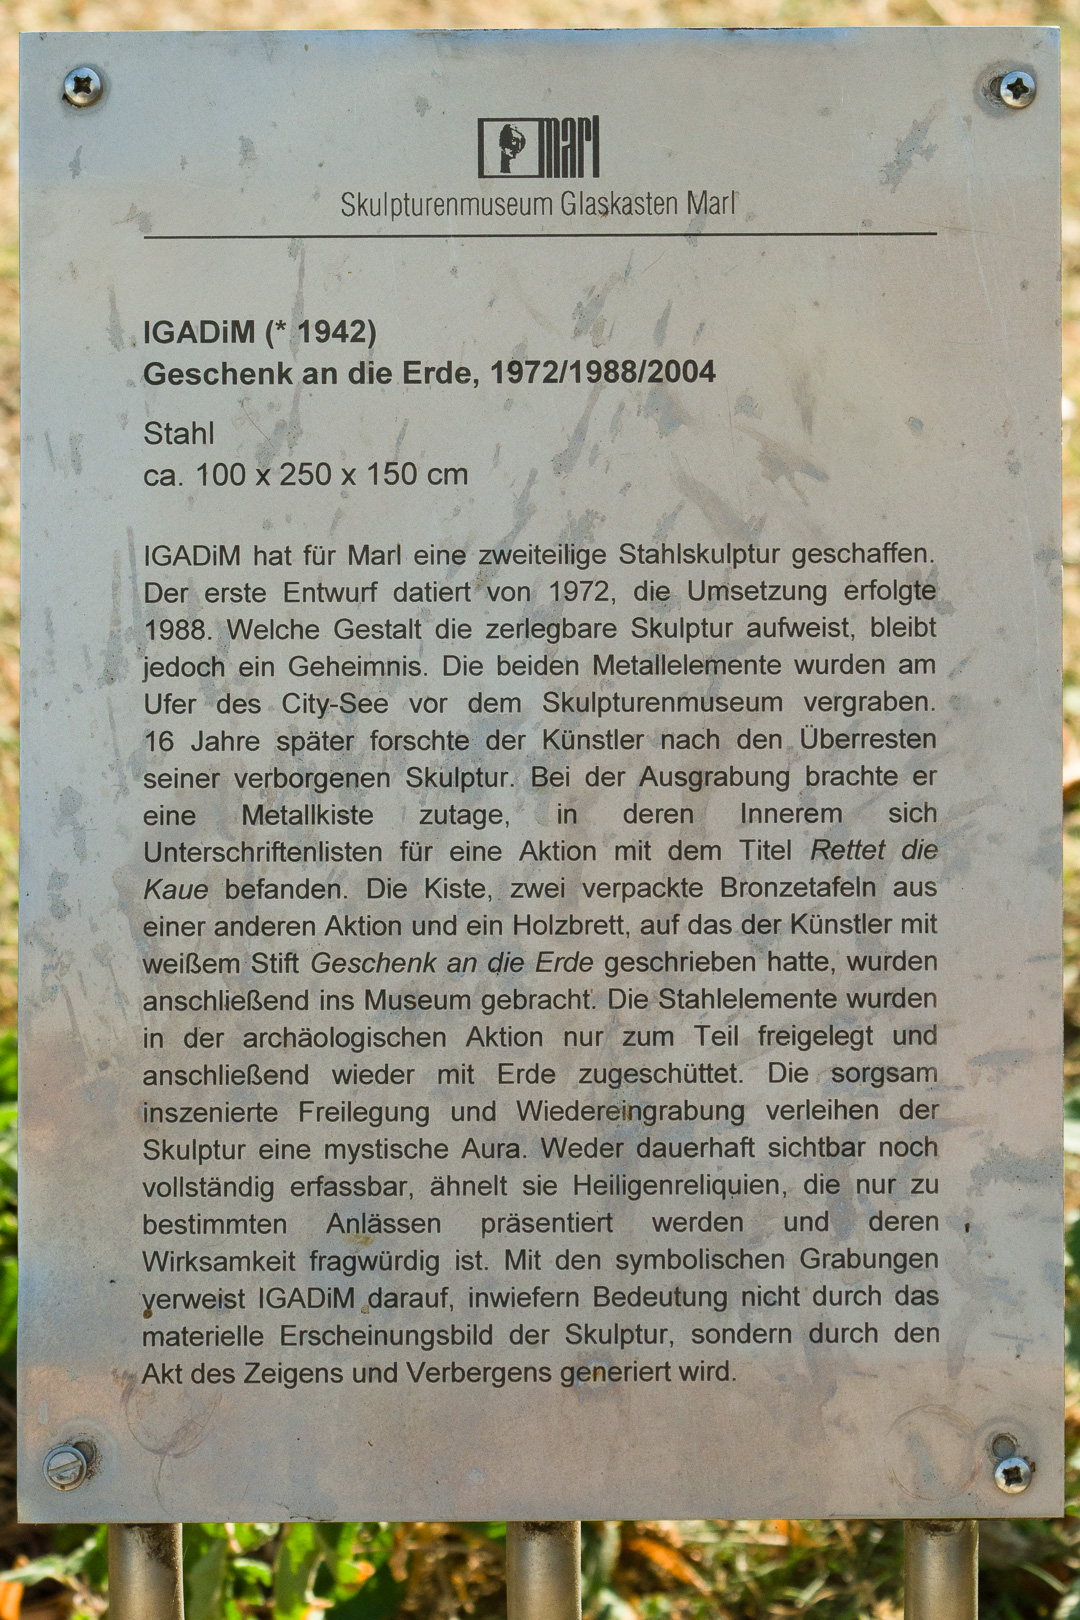 marl
Skulpturenmuseum Glaskasten Marl
IGADiM (* 1942)
Geschenk an die Erde, 1972/1988/2004
Stahl
ca. 100 x 250 x 150 cm
IGADiM hat für Marl eine zweiteilige Stahlskulptur geschaffen.
Der erste Entwurf datiert von 1972, die Umsetzung erfolgte
1988. Welche Gestalt die zerlegbare Skulptur aufweist, bleibt
jedoch ein Geheimnis. Die beiden Metallelemente wurden am
Ufer des City-See vor dem Skulpturenmuseum vergraben.
16 Jahre später forschte der Künstler nach den Überresten
seiner verborgenen Skulptur. Bei der Ausgrabung brachte er
eine Metallkiste zutage, in deren Innerem sich
Unterschriftenlisten für eine Aktion mit dem Titel Rettet die
Kaue befanden. Die Kiste, zwei verpackte Bronzetafeln aus
einer anderen Aktion und ein Holzbrett, auf das der Künstler mit
weißem Stift Geschenk an die Erde geschrieben hatte, wurden
anschließend ins Museum gebracht. Die Stahlelemente wurden
in der archäologischen Aktion nur zum Teil freigelegt und
anschließend wieder mit Erde zugeschüttet. Die sorgsam
inszenierte Freilegung und Wiedereingrabung verleihen der
Skulptur eine mystische Aura. Weder dauerhaft sichtbar noch
vollständig erfassbar, ähnelt sie Heiligenreliquien, die nur zu
bestimmten Anlässen präsentiert werden und deren
Wirksamkeit fragwürdig ist. Mit den symbolischen Grabungen
verweist IGADiM darauf, inwiefern Bedeutung nicht durch das
materielle Erscheinungsbild der Skulptur, sondern durch den
Akt des Zeigens und Verbergens generiert wird.